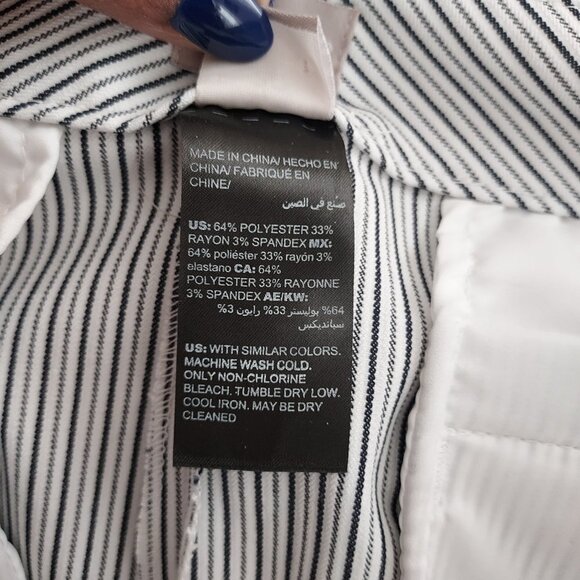 MADE IN CHINA/ HECHO EN
CHINA/ FABRIQUÉ EN
CHINE/
صنع في الصين
US: 64% POLYESTER 33%
RAYON 3% SPANDEX MX:
64% poliéster 33% rayón 3%
elastano CA: 64%
POLYESTER 33% RAYONNE
3% SPANDEX AE/KW:
64% بوليستر 33% رايون 3%
سبانديكس
US: WITH SIMILAR COLORS.
MACHINE WASH COLD.
ONLY NON-CHLORINE
BLEACH. TUMBLE DRY LOW.
COOL IRON. MAY BE DRY
CLEANED